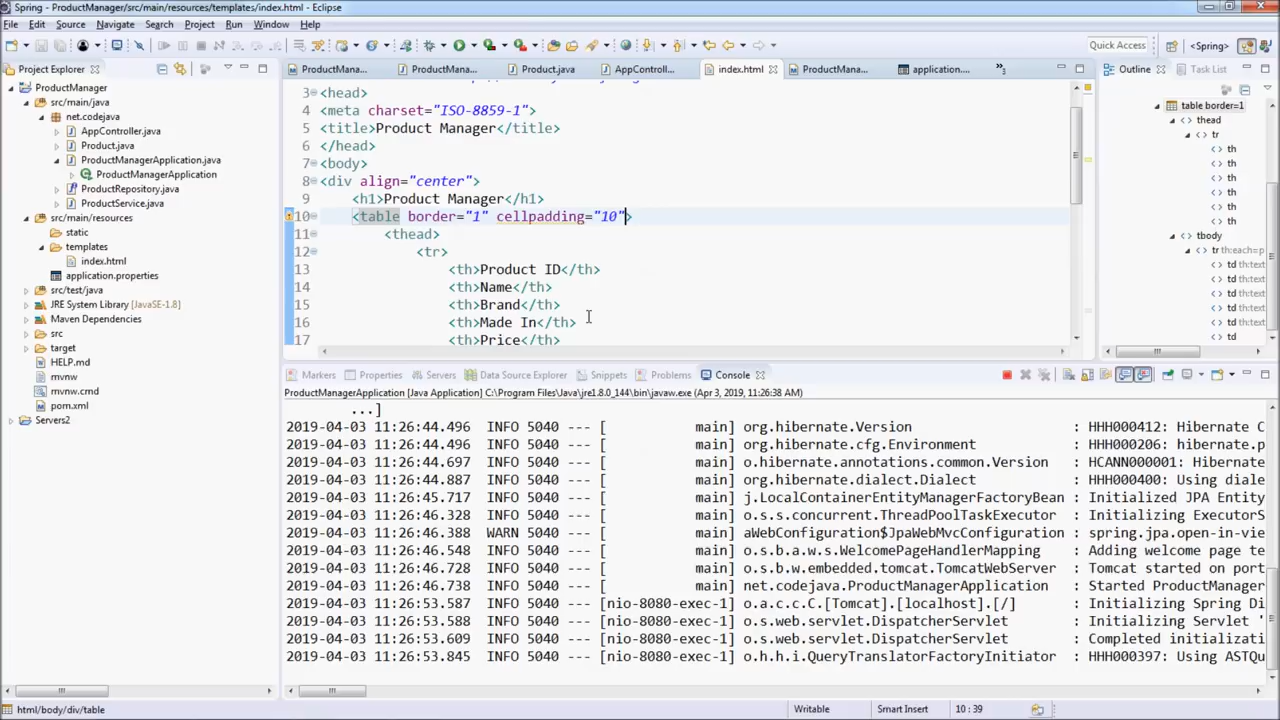 Spring - ProductManager/src/main/resources/templates/index.html - Eclipse
File Edit Source Navigate Search Project Run Window Help
Quick Access
<Spring>
Project Explorer
ProductManager
src/main/java
net.codejava
AppController.java
Product.java
ProductManagerApplication.java
ProductManagerApplication
ProductRepository.java
ProductService.java
src/main/resources
static
templates
index.html
application.properties
src/test/java
JRE System Library [JavaSE-1.8]
Maven Dependencies
src
target
HELP.md
mvnw
mvnw.cmd
pom.xml
Servers2
ProductMana... ProductMana... Product.java AppControll... index.html ProductMana... application....
3 <head>
4 <meta charset="ISO-8859-1">
5 <title>Product Manager</title>
6 </head>
7 <body>
8 <div align="center">
9 <h1>Product Manager</h1>
10 <table border="1" cellpadding="10">
11 <thead>
12 <tr>
13 <th>Product ID</th>
14 <th>Name</th>
15 <th>Brand</th>
16 <th>Made In</th>
17 <th>Price</th>
Outline Task List
table border=1
thead
tr
th
th
th
th
th
th
tbody
tr th:each=p
td th:text
td th:text
td th:text
td th:text
td th:text
td
Markers Properties Servers Data Source Explorer Snippets Problems Console
ProductManagerApplication [Java Application] C:\Program Files\Java\jre1.8.0_144\bin\javaw.exe (Apr 3, 2019, 11:26:38 AM)
...]
2019-04-03 11:26:44.496 INFO 5040 --- [ main] org.hibernate.Version : HHH000412: Hibernate C
2019-04-03 11:26:44.496 INFO 5040 --- [ main] org.hibernate.cfg.Environment : HHH000206: hibernate.p
2019-04-03 11:26:44.697 INFO 5040 --- [ main] o.hibernate.annotations.common.Version : HCANN000001: Hibernate
2019-04-03 11:26:44.887 INFO 5040 --- [ main] org.hibernate.dialect.Dialect : HHH000400: Using diale
2019-04-03 11:26:45.717 INFO 5040 --- [ main] j.LocalContainerEntityManagerFactoryBean : Initialized JPA Entity
2019-04-03 11:26:46.328 INFO 5040 --- [ main] o.s.s.concurrent.ThreadPoolTaskExecutor : Initializing ExecutorS
2019-04-03 11:26:46.388 WARN 5040 --- [ main] aWebConfiguration$JpaWebMvcConfiguration : spring.jpa.open-in-vie
2019-04-03 11:26:46.548 INFO 5040 --- [ main] o.s.b.a.w.s.WelcomePageHandlerMapping : Adding welcome page te
2019-04-03 11:26:46.728 INFO 5040 --- [ main] o.s.b.w.embedded.tomcat.TomcatWebServer : Tomcat started on port
2019-04-03 11:26:46.738 INFO 5040 --- [ main] net.codejava.ProductManagerApplication : Started ProductManager
2019-04-03 11:26:53.587 INFO 5040 --- [nio-8080-exec-1] o.a.c.c.C.[Tomcat].[localhost].[/] : Initializing Spring Di
2019-04-03 11:26:53.588 INFO 5040 --- [nio-8080-exec-1] o.s.web.servlet.DispatcherServlet : Initializing Servlet '
2019-04-03 11:26:53.609 INFO 5040 --- [nio-8080-exec-1] o.s.web.servlet.DispatcherServlet : Completed initializati
2019-04-03 11:26:53.845 INFO 5040 --- [nio-8080-exec-1] o.h.h.i.QueryTranslatorFactoryInitiator : HHH000397: Using ASTQu
html/body/div/table Writable Smart Insert 10 : 39